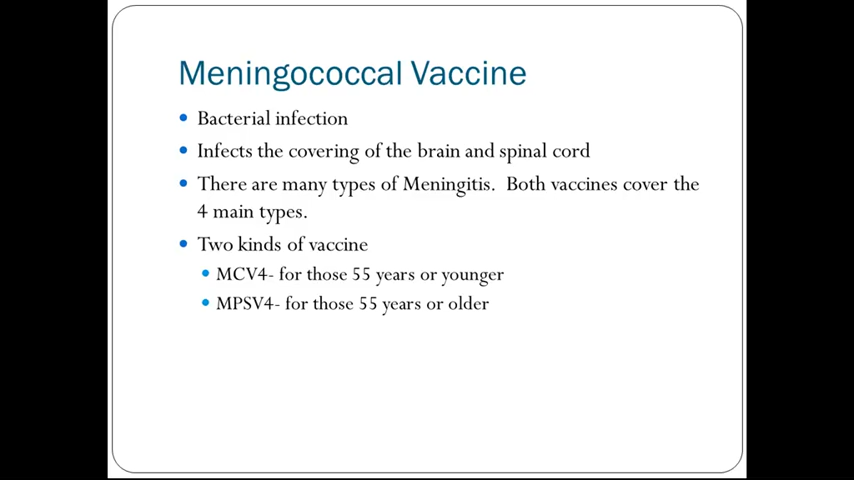 Meningococcal Vaccine
• Bacterial infection
• Infects the covering of the brain and spinal cord
• There are many types of Meningitis.  Both vaccines cover the
4 main types.
• Two kinds of vaccine
• MCV4- for those 55 years or younger
• MPSV4- for those 55 years or older